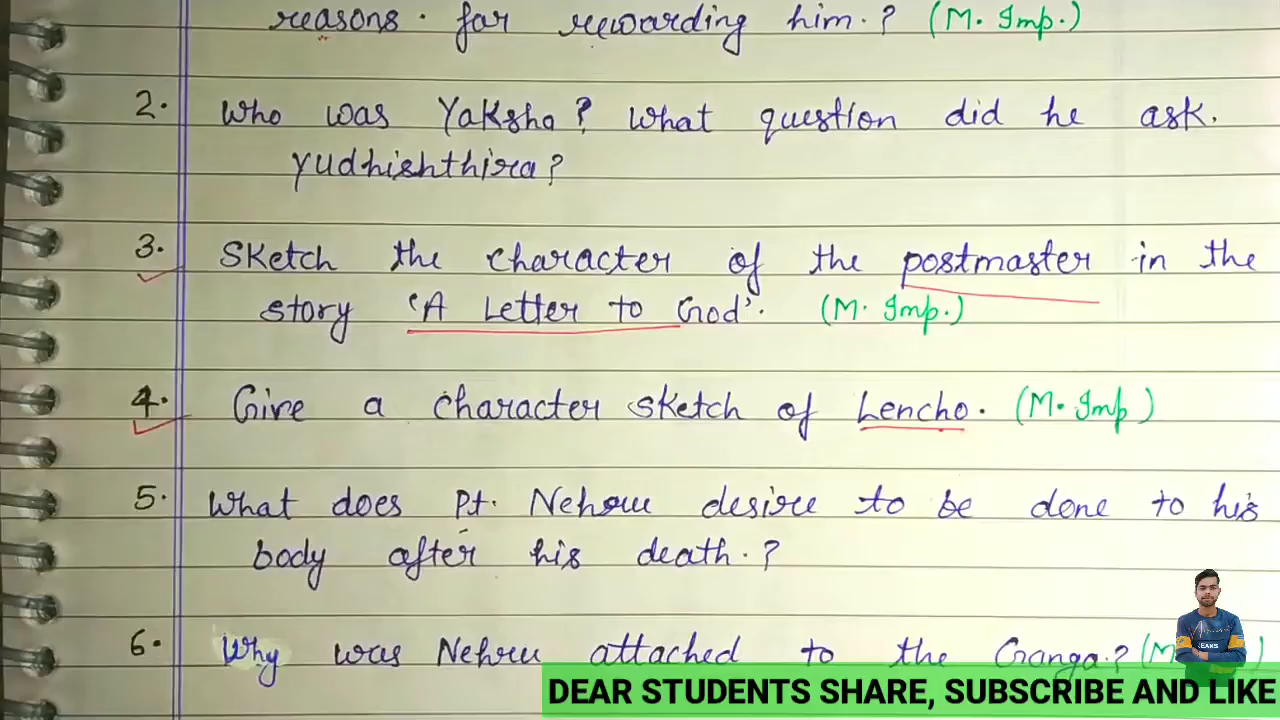 reasons. for rewarding him.? (M. Imp.)
2. Who was Yaksha? What question did he ask.
Yudhishthira?
3. Sketch the character of the postmaster in the
story 'A Letter to God'. (M. Imp.)
4. Give a character sketch of Lencho. (M. Imp)
5. What does Pt. Nehru desire to be done to his
body after his death.?
6. Why was Nehru attached to the Ganga.? (M
DEAR STUDENTS SHARE, SUBSCRIBE AND LIKE